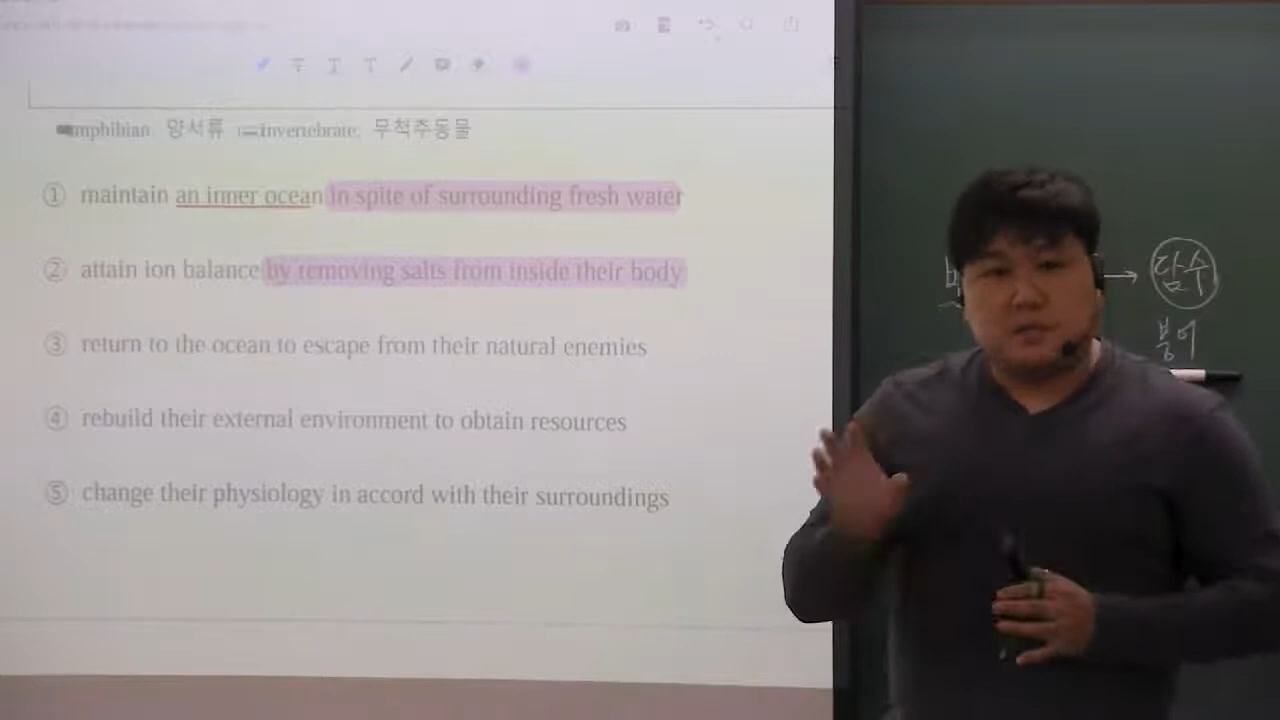 mphibian 양서류 invertebrate 무척추동물
① maintain an inner ocean in spite of surrounding fresh water
② attain ion balance by removing salts from inside their body
③ return to the ocean to escape from their natural enemies
④ rebuild their external environment to obtain resources
⑤ change their physiology in accord with their surroundings
→ 담수
붕어